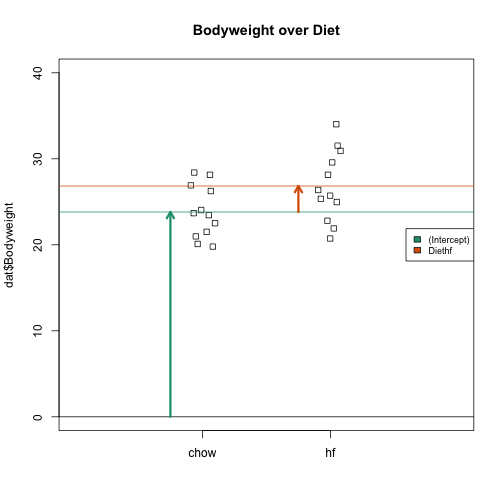 Bodyweight over Diet
dat$Bodyweight
40
30
20
10
0
(Intercept)
Diethf
chow
hf